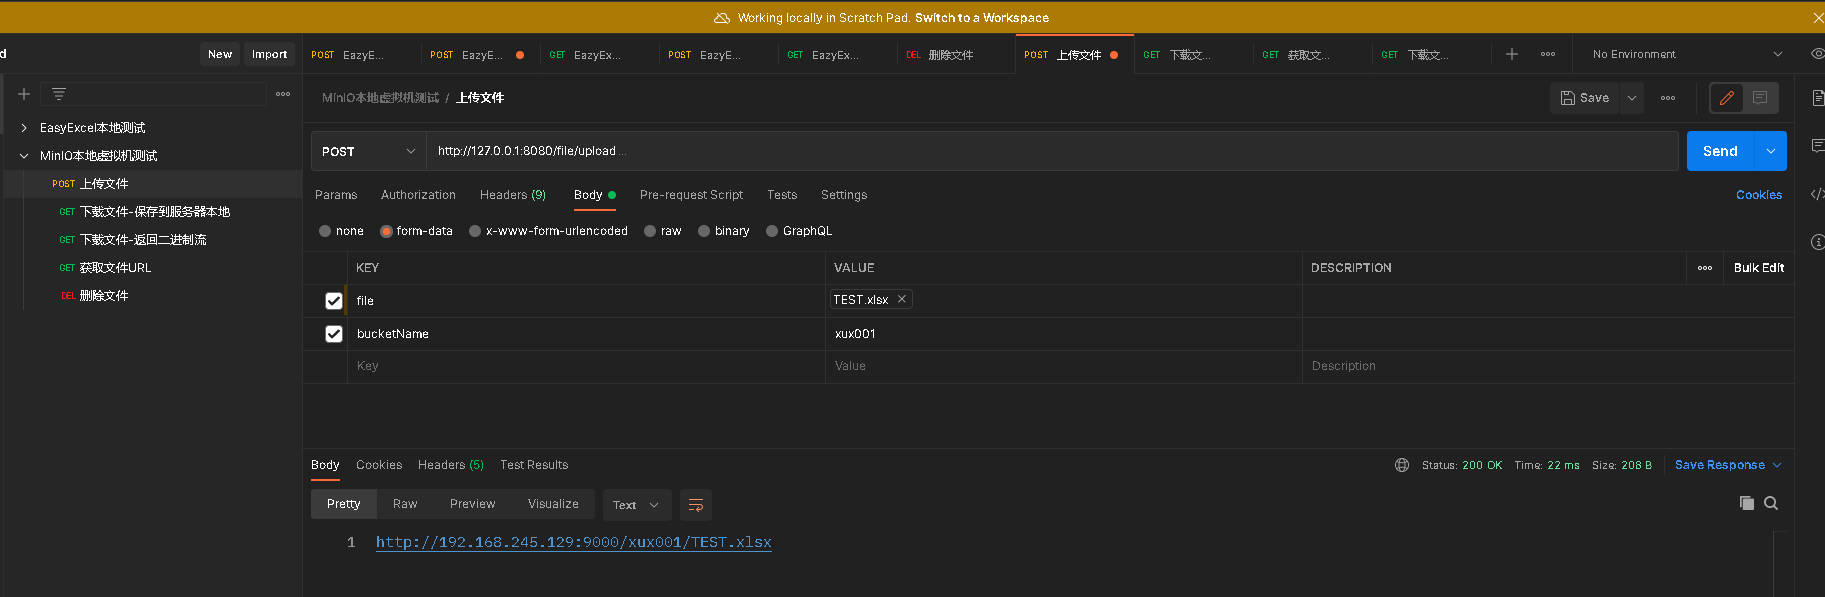 Working locally in Scratch Pad. Switch to a Workspace
d New Import
POST EazyE... POST EazyE... GET EazyEx... POST EazyE... GET EazyEx... DEL 删除文件 POST 上传文件 GET 下载文... GET 获取文... GET 下载文... No Environment
MinIO本地虚拟机测试 / 上传文件 Save
EasyExcel本地测试
MinIO本地虚拟机测试
POST 上传文件
GET 下载文件-保存到服务器本地
GET 下载文件-返回二进制流
GET 获取文件URL
DEL 删除文件
POST http://127.0.0.1:8080/file/upload... Send
Params Authorization Headers (9) Body Pre-request Script Tests Settings Cookies
none form-data x-www-form-urlencoded raw binary GraphQL
KEY VALUE DESCRIPTION Bulk Edit
file TEST.xlsx
bucketName xux001
Key Value Description
Body Cookies Headers (5) Test Results Status: 200 OK Time: 22 ms Size: 208 B Save Response
Pretty Raw Preview Visualize Text
1 http://192.168.245.129:9000/xux001/TEST.xlsx